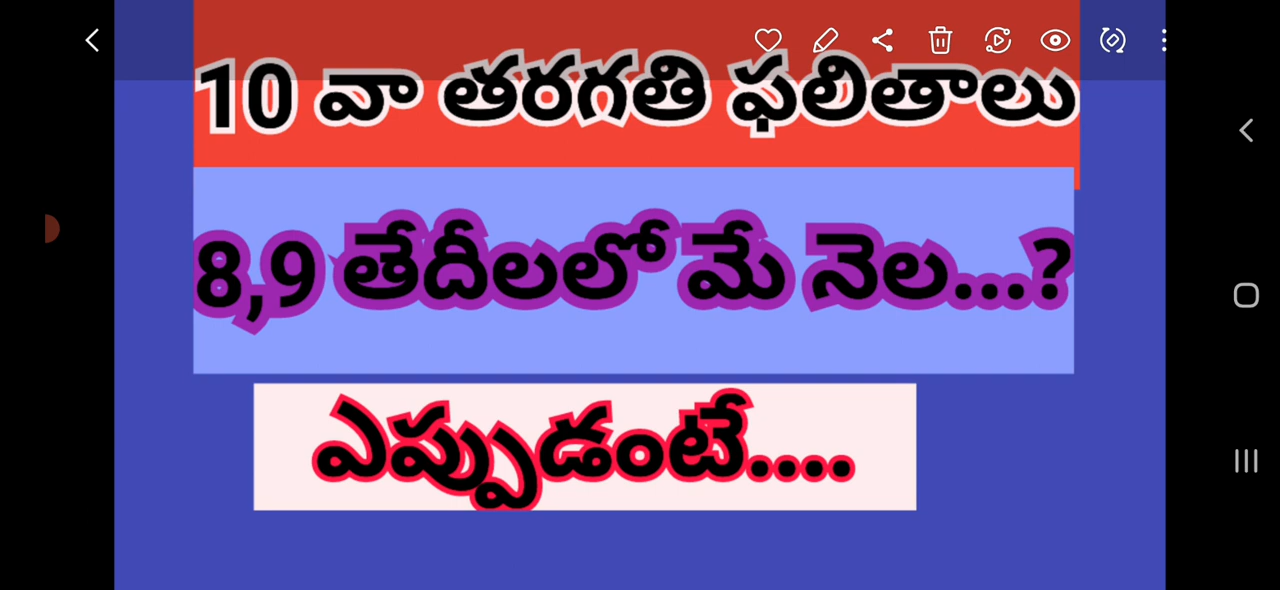 10 వా తరగతి ఫలితాలు
8,9 తేదీలలో మే నెల...?
ఎప్పుడంటే....